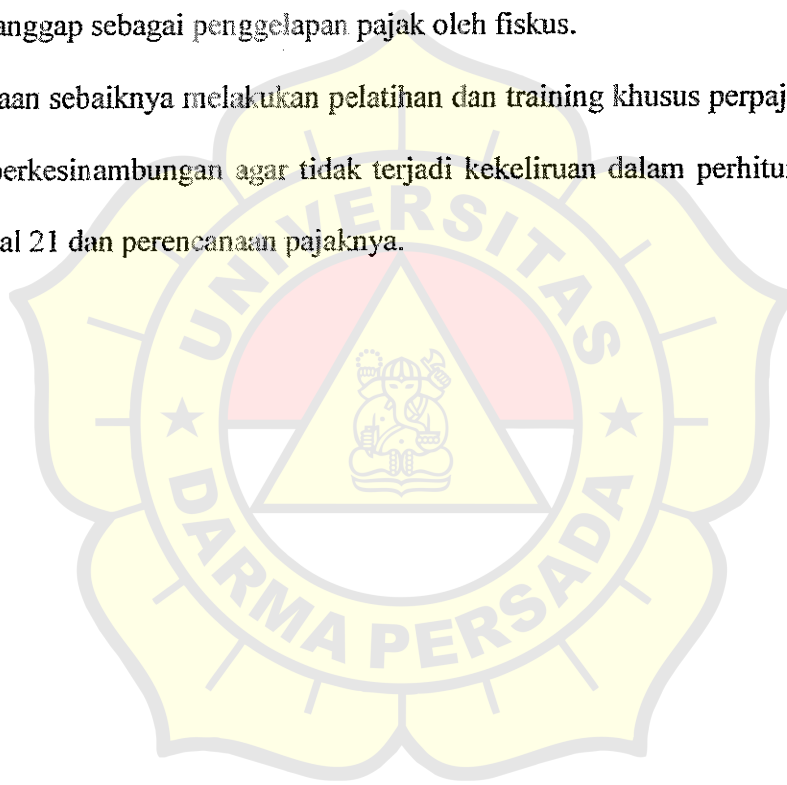 anggap sebagai penggelapan pajak oleh fiskus.
aan sebaiknya melakukan pelatihan dan training khusus perpaj
berkesinambungan agar tidak terjadi kekeliruan dalam perhitu
al 21 dan perencanaan pajaknya.
UNIVERSITAS
DARMA PERSADA